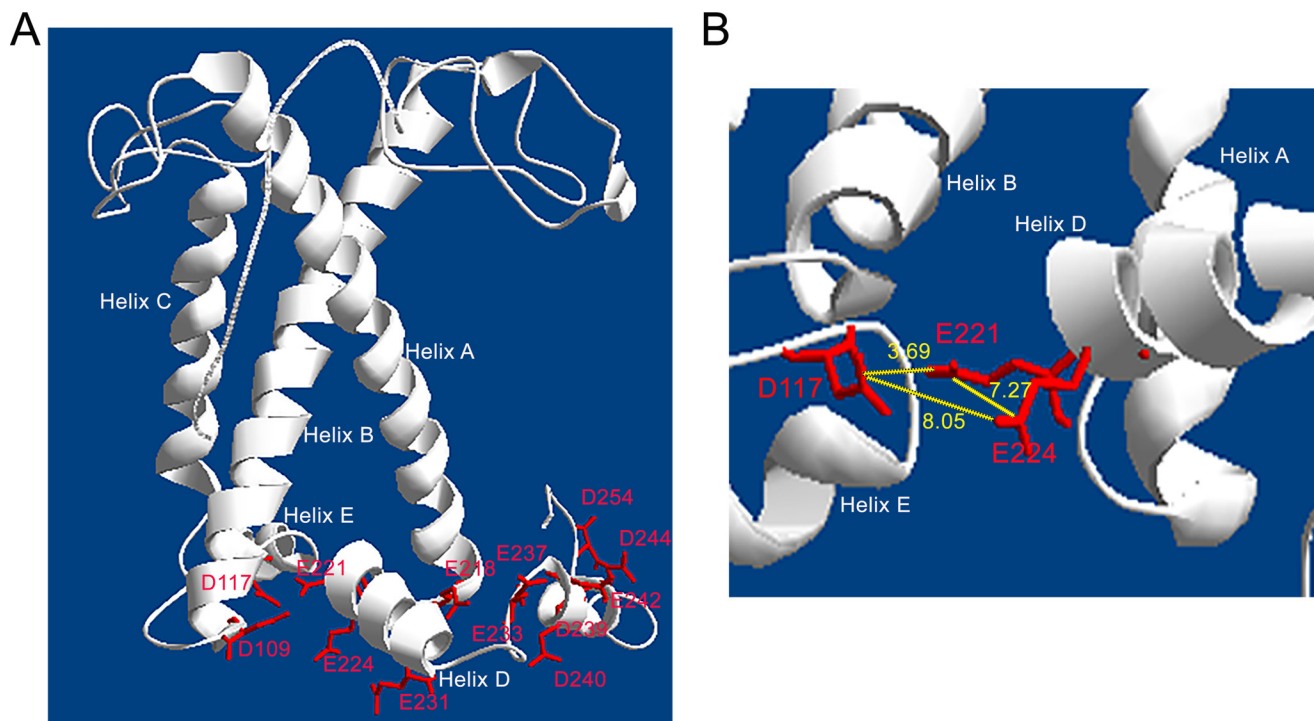 A
B
Helix C
Helix A
Helix B
Helix E
D117
E221
D109
E224
E231
Helix D
E218
E237
E233
D239
D240
E242
D244
D254
Helix B
Helix A
Helix D
E221
3.69
D117
7.27
8.05
E224
Helix E